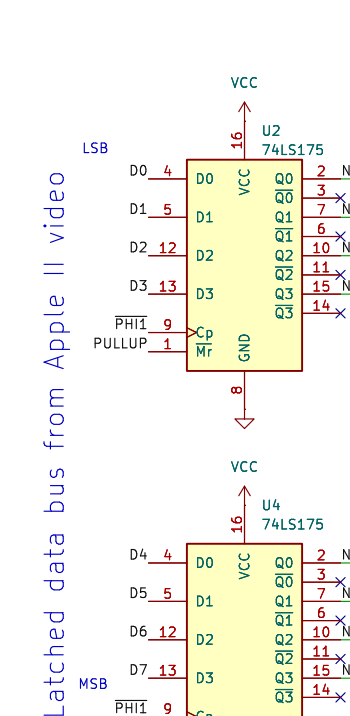 Latched data bus from Apple II video
VCC
16
U2
74LS175
LSB
D0 4 D0 VCC Q0 2 N
Q0 3
D1 5 D1 Q1 7 N
Q1 6
D2 12 D2 Q2 10 N
Q2 11
D3 13 D3 Q3 15 N
Q3 14
PHI1 9 Cp
PULLUP 1 Mr GND
8
VCC
16
U4
74LS175
D4 4 D0 VCC Q0 2 N
Q0 3
D5 5 D1 Q1 7 N
Q1 6
D6 12 D2 Q2 10 N
Q2 11
D7 13 D3 Q3 15 N
MSB
Q3 14
PHI1 9 Cp